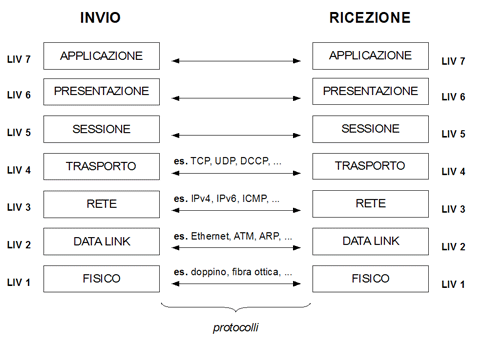 INVIO RICEZIONE
LIV 7 APPLICAZIONE APPLICAZIONE LIV 7
LIV 6 PRESENTAZIONE PRESENTAZIONE LIV 6
LIV 5 SESSIONE SESSIONE LIV 5
LIV 4 TRASPORTO es. TCP, UDP, DCCP, ... TRASPORTO LIV 4
LIV 3 RETE es. IPv4, IPv6, ICMP, ... RETE LIV 3
LIV 2 DATA LINK es. Ethernet, ATM, ARP, ... DATA LINK LIV 2
LIV 1 FISICO es. doppino, fibra ottica, ... FISICO LIV 1
protocolli